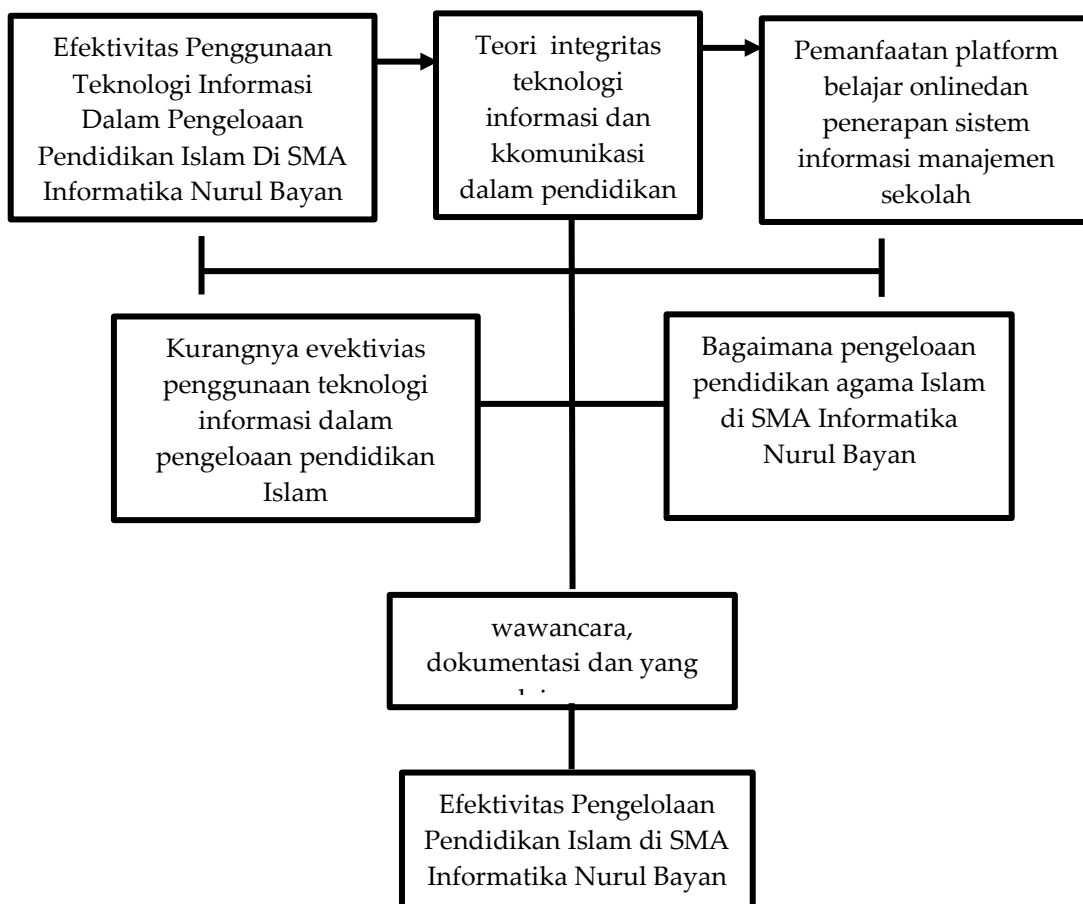 Efektivitas Penggunaan
Teknologi Informasi
Dalam Pengeloaan
Pendidikan Islam Di SMA
Informatika Nurul Bayan
Teori integritas
teknologi
informasi dan
kkomunikasi
dalam pendidikan
Pemanfaatan platform
belajar onlinedan
penerapan sistem
informasi manajemen
sekolah
Kurangnya evektivias
penggunaan teknologi
informasi dalam
pengeloaan pendidikan
Islam
Bagaimana pengeloaan
pendidikan agama Islam
di SMA Informatika
Nurul Bayan
wawancara,
dokumentasi dan yang
Efektivitas Pengelolaan
Pendidikan Islam di SMA
Informatika Nurul Bayan